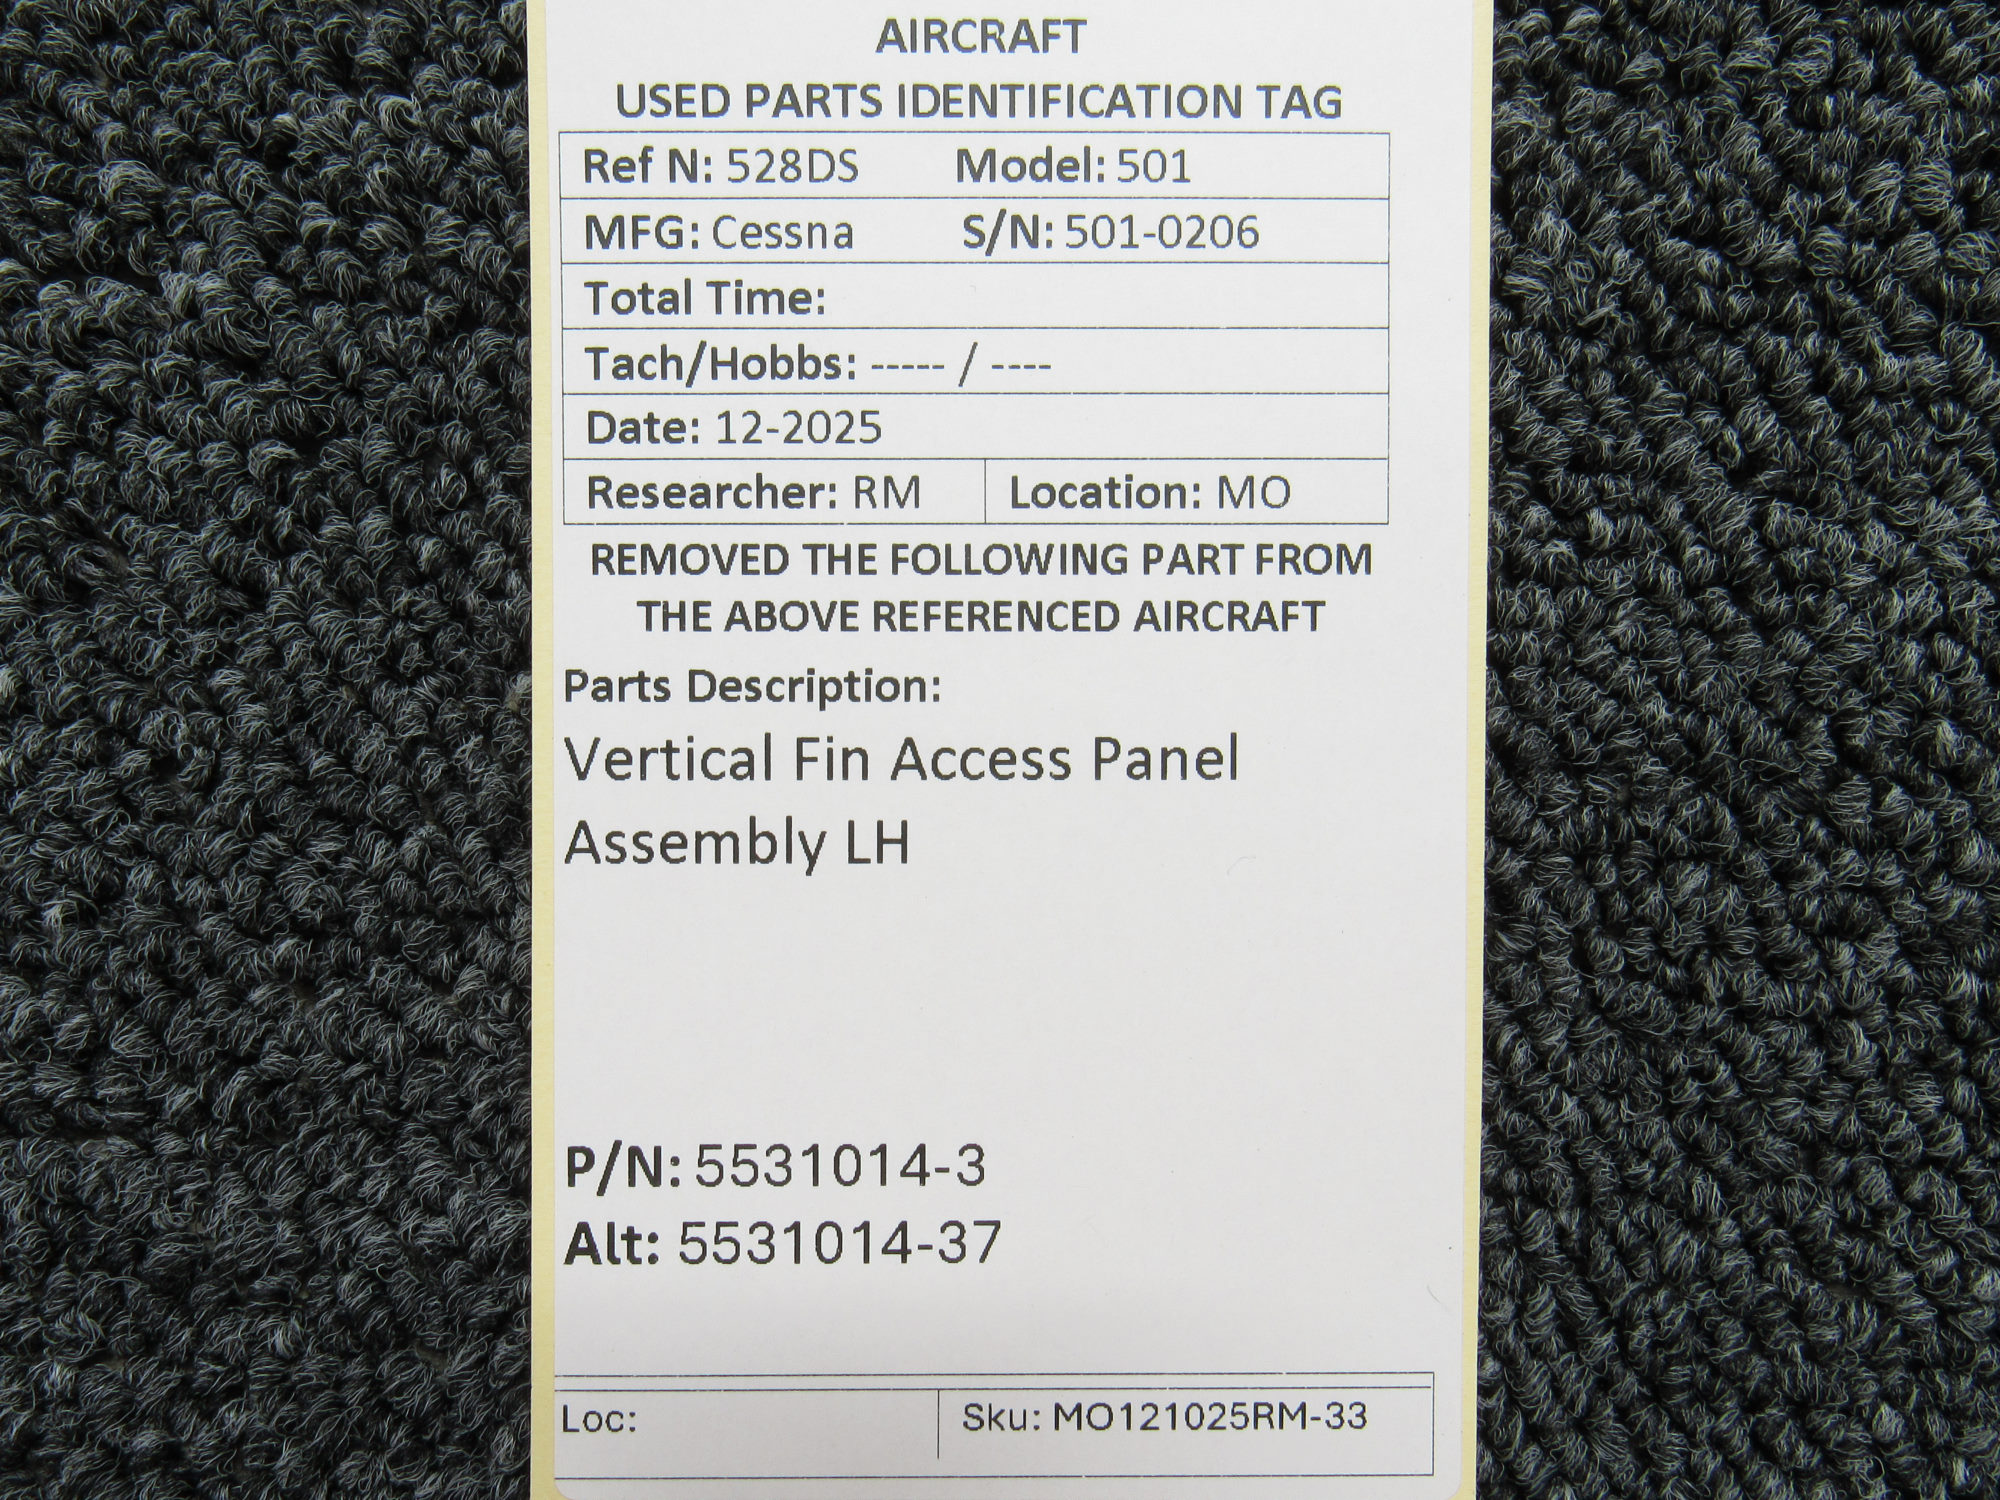 AIRCRAFT
USED PARTS IDENTIFICATION TAG
Ref N: 528DS Model: 501
MFG: Cessna S/N: 501-0206
Total Time:
Tach/Hobbs: ----- / ----
Date: 12-2025
Researcher: RM Location: MO
REMOVED THE FOLLOWING PART FROM
THE ABOVE REFERENCED AIRCRAFT
Parts Description:
Vertical Fin Access Panel
Assembly LH
P/N: 5531014-3
Alt: 5531014-37
Loc: Sku: MO121025RM-33